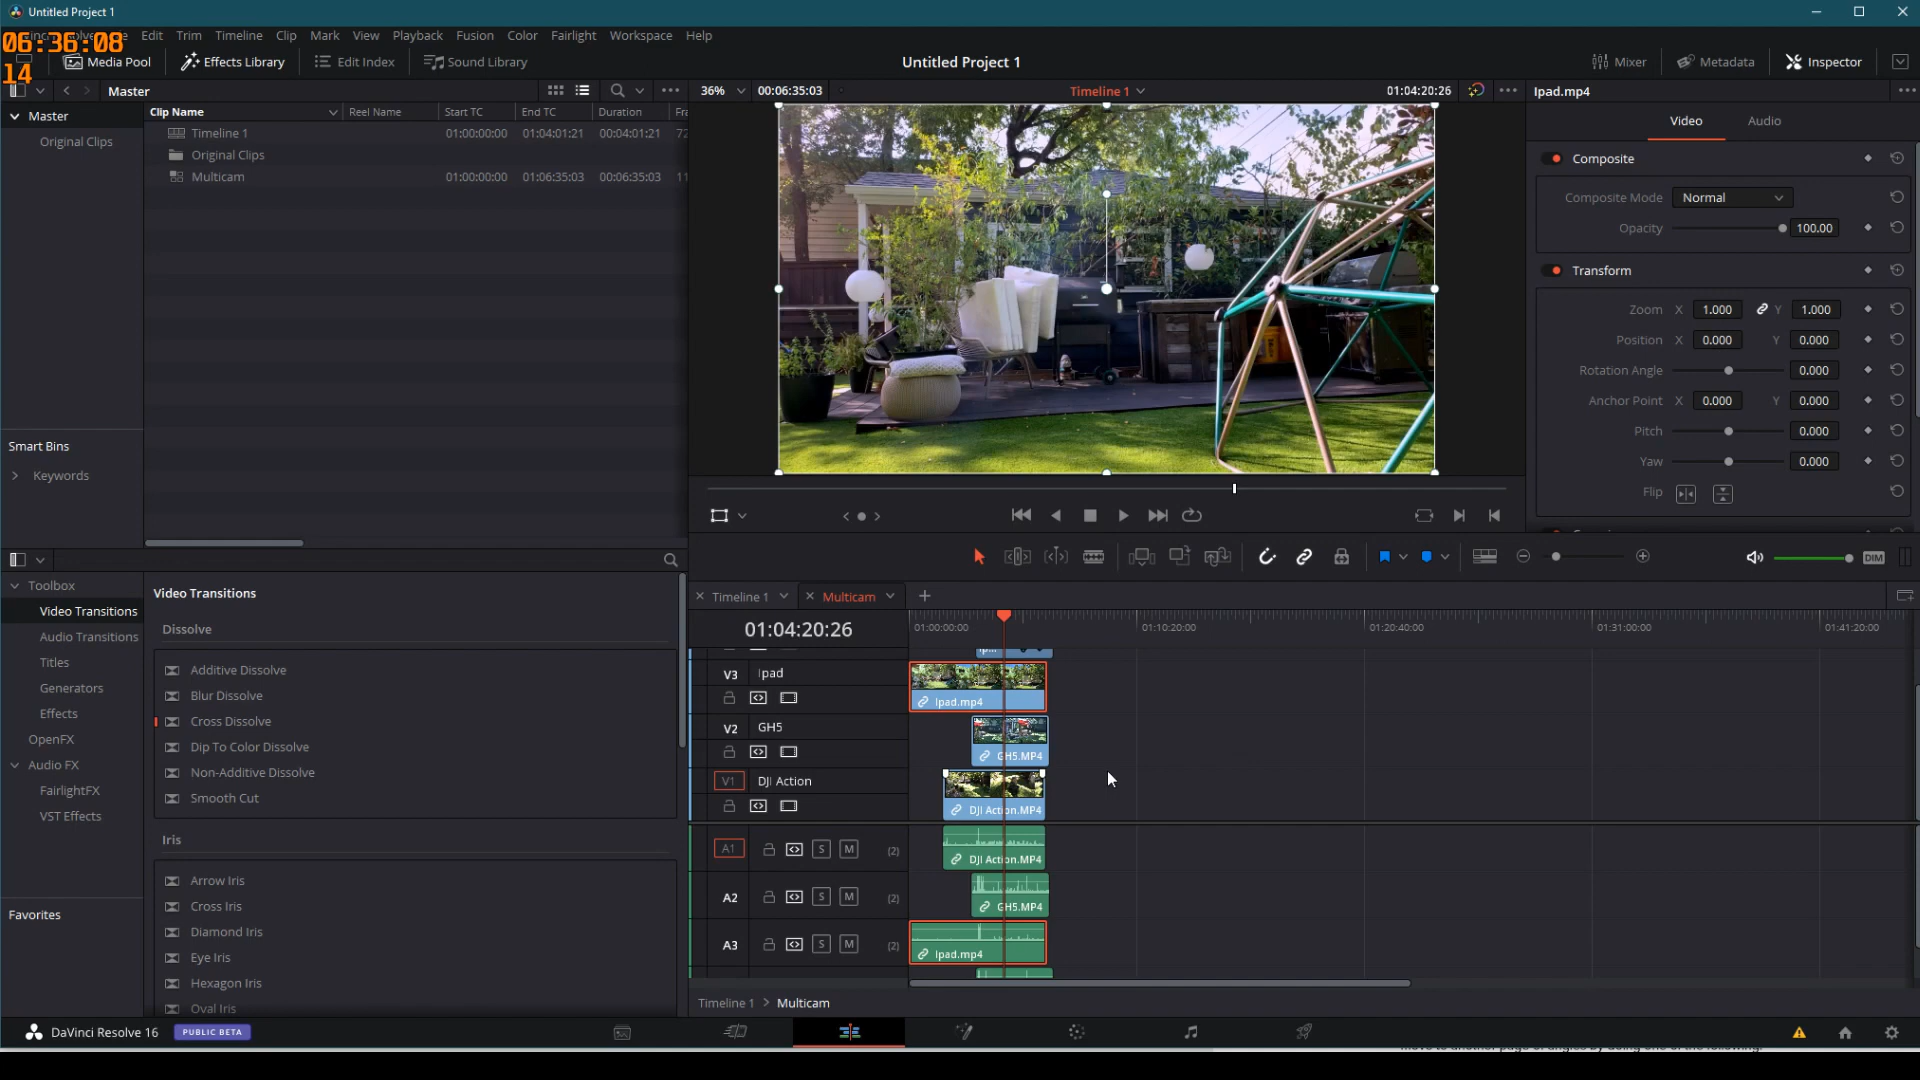 Untitled Project 1
06:36:08
14
Edit Trim Timeline Clip Mark View Playback Fusion Color Fairlight Workspace Help
Media Pool Effects Library Edit Index Sound Library
Untitled Project 1
Mixer Metadata Inspector
Master
36% 00:06:35:03 Timeline 1 01:04:20:26
Ipad.mp4
Master
Original Clips
Smart Bins
Keywords
Clip Name Reel Name Start TC End TC Duration Fra
Timeline 1 01:00:00:00 01:04:01:21 00:04:01:21 72
Original Clips
Multicam 01:00:00:00 01:06:35:03 00:06:35:03 11
Video Audio
Composite
Composite Mode Normal
Opacity 100.00
Transform
Zoom X 1.000 Y 1.000
Position X 0.000 Y 0.000
Rotation Angle 0.000
Anchor Point X 0.000 Y 0.000
Pitch 0.000
Yaw 0.000
Flip
DIM
Toolbox
Video Transitions
Audio Transitions
Titles
Generators
Effects
OpenFX
Audio FX
FairlightFX
VST Effects
Favorites
Video Transitions
Dissolve
Additive Dissolve
Blur Dissolve
Cross Dissolve
Dip To Color Dissolve
Non-Additive Dissolve
Smooth Cut
Iris
Arrow Iris
Cross Iris
Diamond Iris
Eye Iris
Hexagon Iris
Oval Iris
Timeline 1 Multicam
01:04:20:26
01:00:00:00 01:10:20:00 01:20:40:00 01:31:00:00 01:41:20:00
V3 Ipad
Ipad.mp4
V2 GH5
GH5.MP4
V1 DJI Action
DJI Action.MP4
A1 S M (2)
DJI Action.MP4
A2 S M (2)
GH5.MP4
A3 S M (2)
Ipad.mp4
Timeline 1 > Multicam
DaVinci Resolve 16 PUBLIC BETA